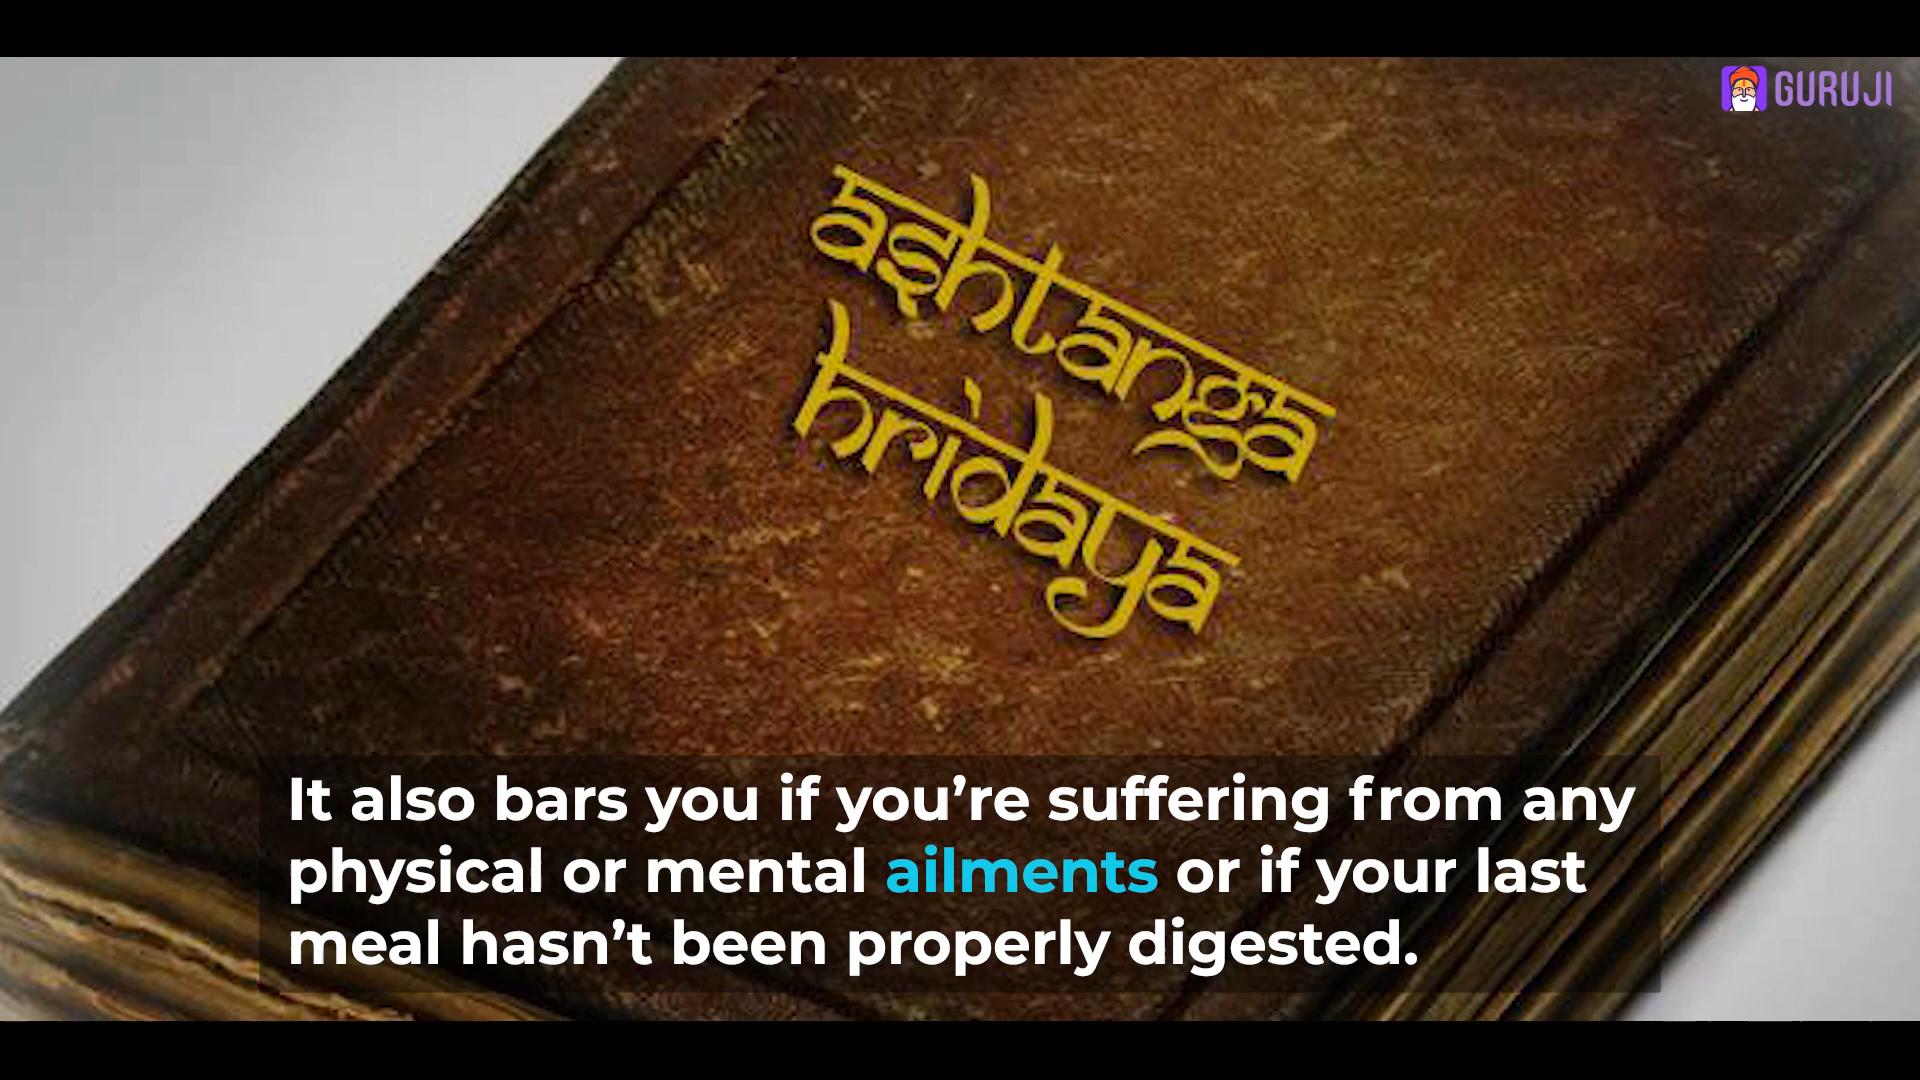 GURUJI
ashtanga
hridaya
It also bars you if you’re suffering from any
physical or mental ailments or if your last
meal hasn’t been properly digested.